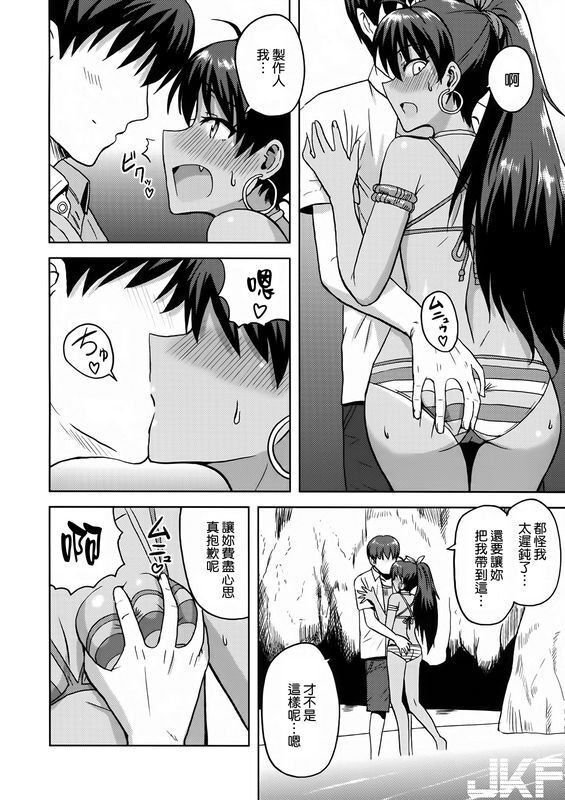 啊
ムニュゥ♡
製作人
我…
ビクッ♡
嗯♡
ちゅ♡
都怪我
太遲鈍了…
還要讓妳
把我帶到這…
才不是
這樣呢…嗯
讓妳費盡心思
真抱歉呢
ムニュ♡
啊
JKF